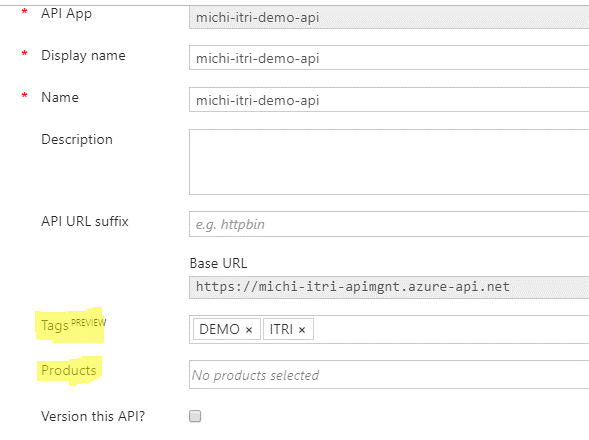 * API App michi-itri-demo-api
* Display name michi-itri-demo-api
* Name michi-itri-demo-api
Description
API URL suffix e.g. httpbin
Base URL
https://michi-itri-apimgnt.azure-api.net
Tags PREVIEW DEMO × ITRI ×
Products No products selected
Version this API?